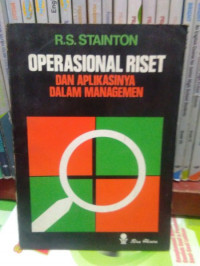 R.S. STAINTON
OPERASIONAL RISET
DAN APLIKASINYA
DALAM MANAGEMEN